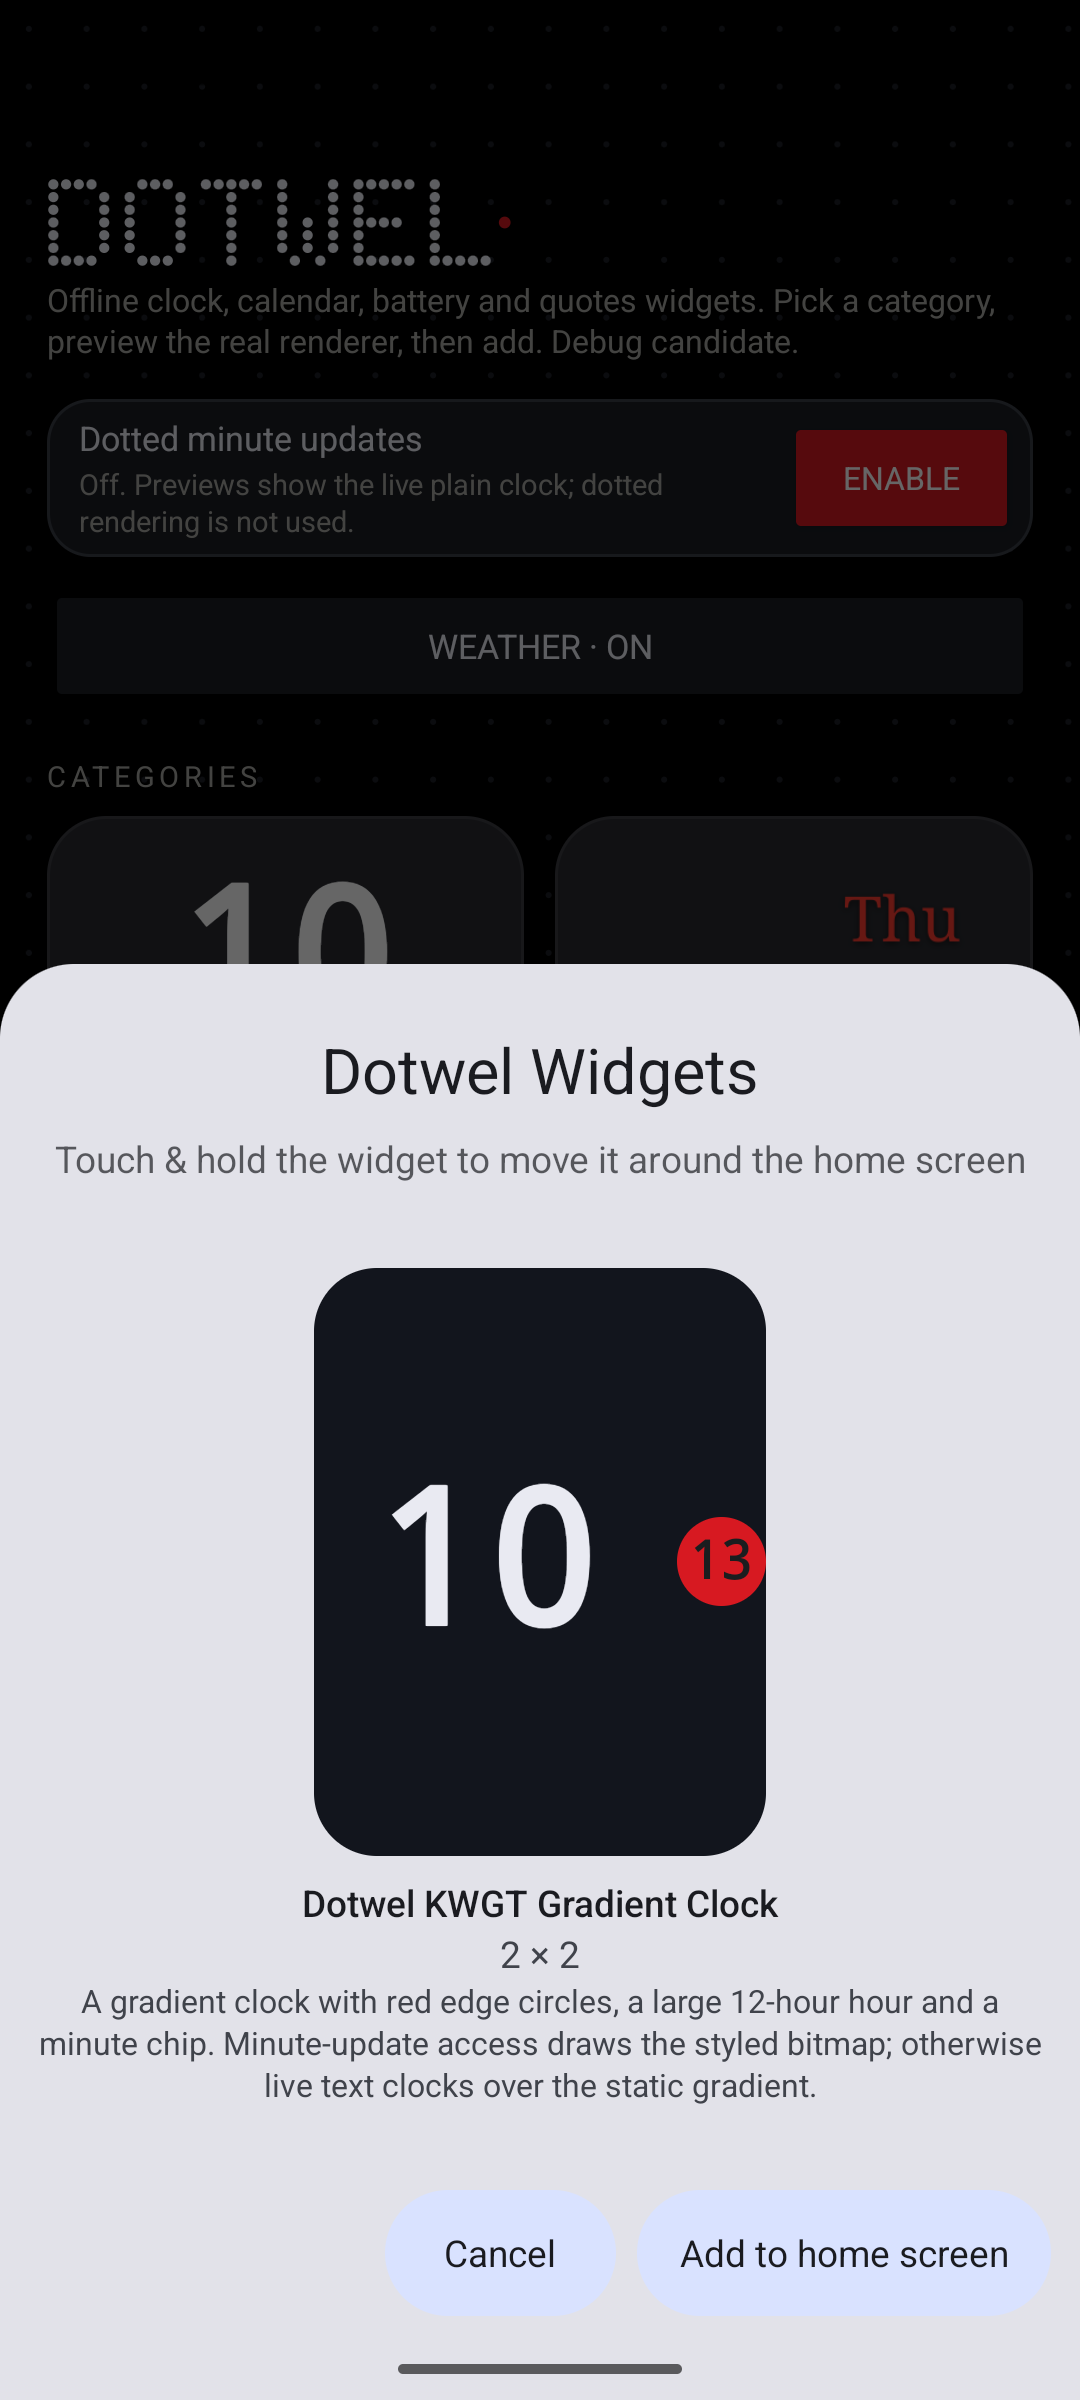 DOTWEL
Offline clock, calendar, battery and quotes widgets. Pick a category,
preview the real renderer, then add. Debug candidate.
Dotted minute updates
Off. Previews show the live plain clock; dotted
rendering is not used.
ENABLE
WEATHER · ON
CATEGORIES
10
Thu
Dotwel Widgets
Touch & hold the widget to move it around the home screen
10
13
Dotwel KWGT Gradient Clock
2 × 2
A gradient clock with red edge circles, a large 12-hour hour and a
minute chip. Minute-update access draws the styled bitmap; otherwise
live text clocks over the static gradient.
Cancel
Add to home screen